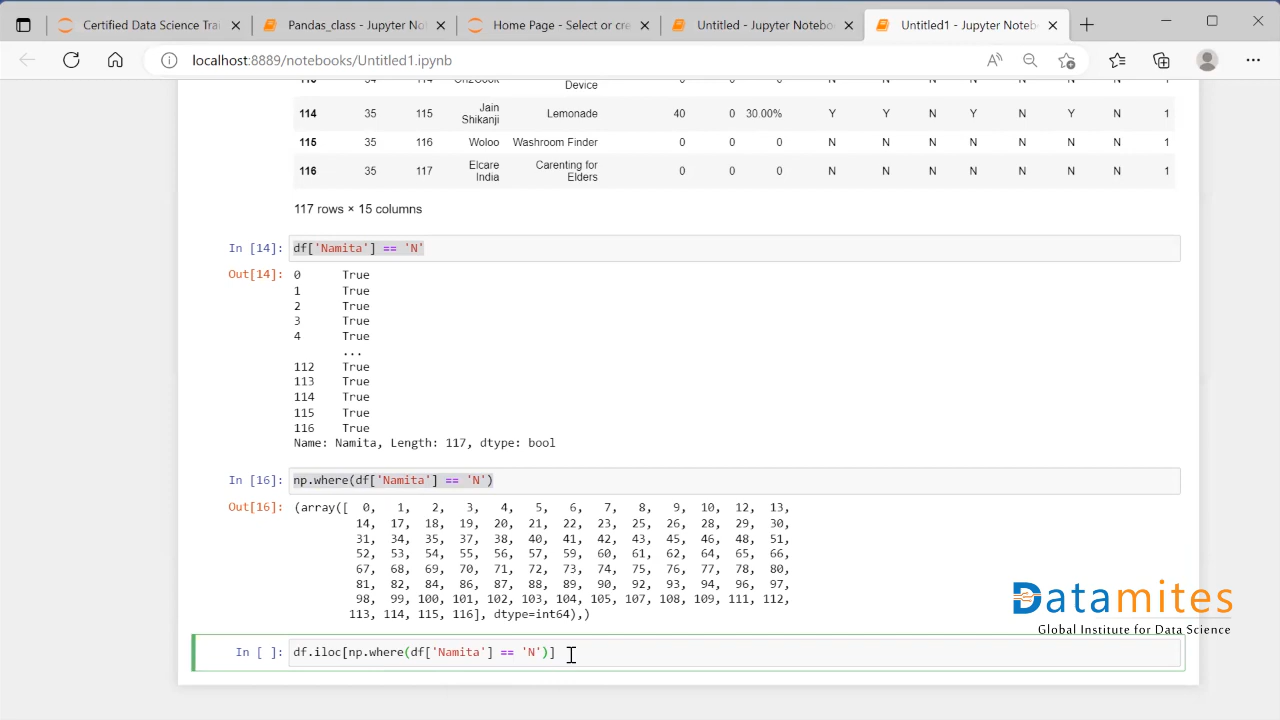 Certified Data Science Trai
Pandas_class - Jupyter Not
Home Page - Select or cre
Untitled - Jupyter Noteboo
Untitled1 - Jupyter Noteb
localhost:8889/notebooks/Untitled1.ipynb
Device
114 35 115 Jain Shikanji Lemonade 40 0 30.00% Y Y N Y N Y N 1
115 35 116 Woloo Washroom Finder 0 0 0 N N N N N N N 1
116 35 117 Elcare India Carenting for Elders 0 0 0 N N N N N N N 1
117 rows × 15 columns
In [14]: df['Namita'] == 'N'
Out[14]: 0 True
1 True
2 True
3 True
4 True
...
112 True
113 True
114 True
115 True
116 True
Name: Namita, Length: 117, dtype: bool
In [16]: np.where(df['Namita'] == 'N')
Out[16]: (array([ 0, 1, 2, 3, 4, 5, 6, 7, 8, 9, 10, 12, 13,
14, 17, 18, 19, 20, 21, 22, 23, 25, 26, 28, 29, 30,
31, 34, 35, 37, 38, 40, 41, 42, 43, 45, 46, 48, 51,
52, 53, 54, 55, 56, 57, 59, 60, 61, 62, 64, 65, 66,
67, 68, 69, 70, 71, 72, 73, 74, 75, 76, 77, 78, 80,
81, 82, 84, 86, 87, 88, 89, 90, 92, 93, 94, 96, 97,
98, 99, 100, 101, 102, 103, 104, 105, 107, 108, 109, 111, 112,
113, 114, 115, 116], dtype=int64),)
Datamites
Global Institute for Data Science
In [ ]: df.iloc[np.where(df['Namita'] == 'N')]